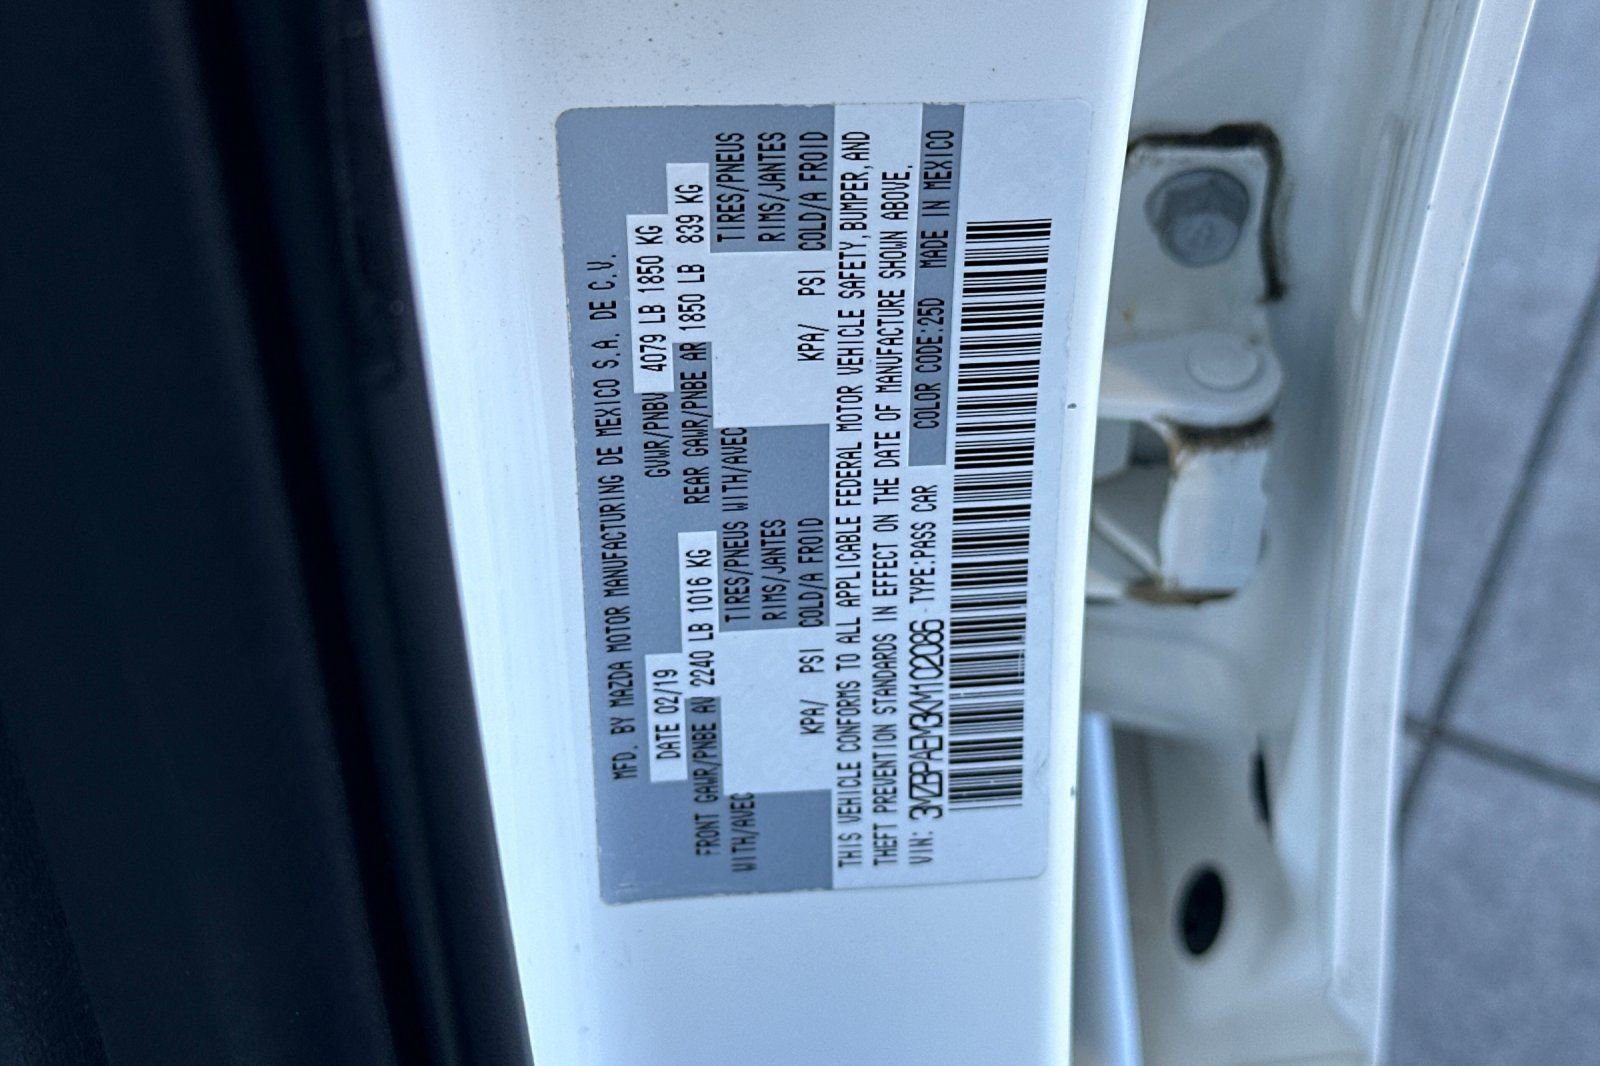 MFD. BY MAZDA MOTOR MANUFACTURING DE MEXICO S.A. DE C.V.
DATE 02/19 GVWR/PNBV 4079 LB 1850 KG
FRONT GAWR/PNBE AV 2240 LB 1016 KG REAR GAWR/PNBE AR 1850 LB 839 KG
WITH/AVEC TIRES/PNEUS WITH/AVEC TIRES/PNEUS
RIMS/JANTES RIMS/JANTES
KPA/ PSI COLD/A FROID KPA/ PSI COLD/A FROID
THIS VEHICLE CONFORMS TO ALL APPLICABLE FEDERAL MOTOR VEHICLE SAFETY, BUMPER, AND
THEFT PREVENTION STANDARDS IN EFFECT ON THE DATE OF MANUFACTURE SHOWN ABOVE.
VIN: 3MZBPAEM3KM102086 TYPE:PASS CAR COLOR CODE:25D MADE IN MEXICO